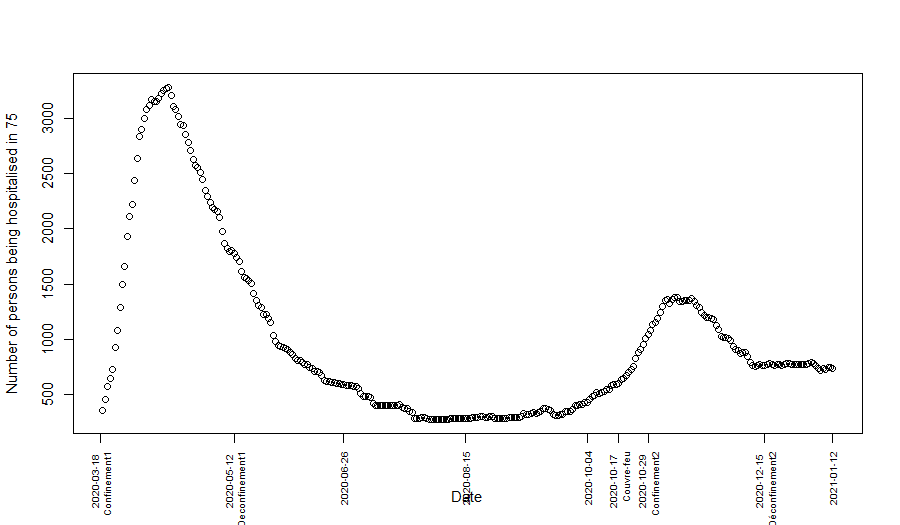 Number of persons being hospitalised in 75
3000
2500
2000
1500
1000
500
2020-03-18
Confinement1
2020-05-12
Déconfinement1
2020-06-26
2020-08-15
2020-10-04
2020-10-17
Couvre-feu
2020-10-29
Confinement2
2020-12-15
Déconfinement2
2021-01-12
Date